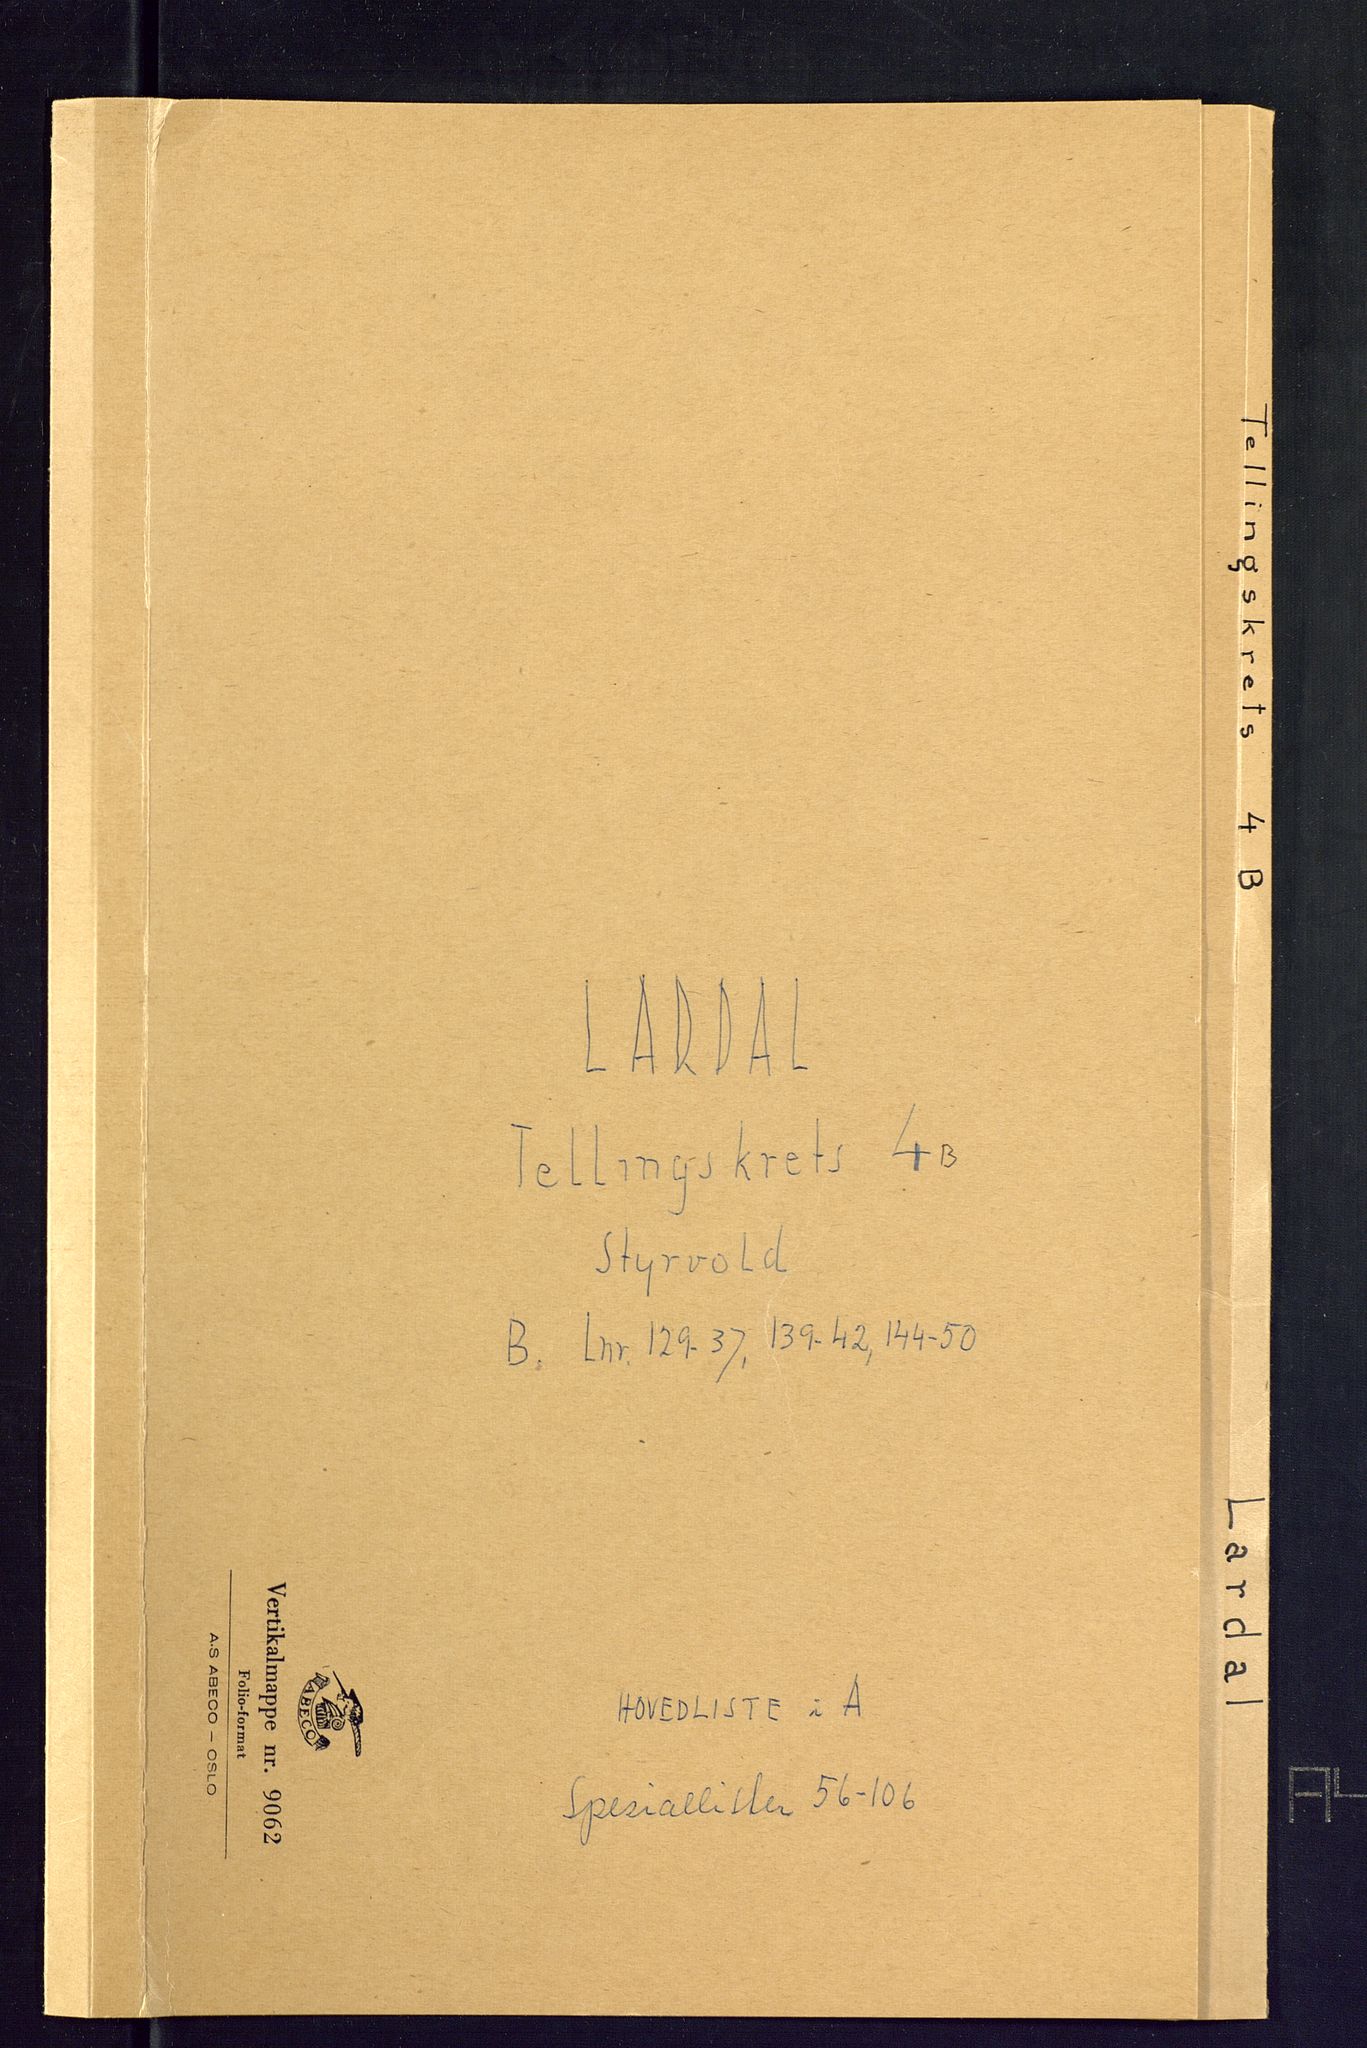 LARDAL
Tellingskrets 4B
Styrvold
B. Lnr. 129-37, 139-42, 144-50
HOVEDLISTE i A
Spesiallister 56-106
Tellingskrets 4 B
Lardal
ABECO
Vertikalmappe nr. 9062
Folio-format
A.S ABECO – OSLO
A4